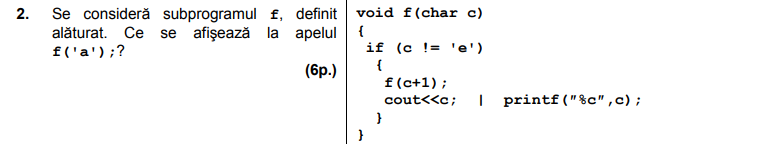 2. Se consideră subprogramul f, definit
alăturat. Ce se afişează la apelul
f('a');?
(6p.)
void f(char c)
{
if (c != 'e')
{
f(c+1);
cout<<c; | printf("%c",c);
}
}